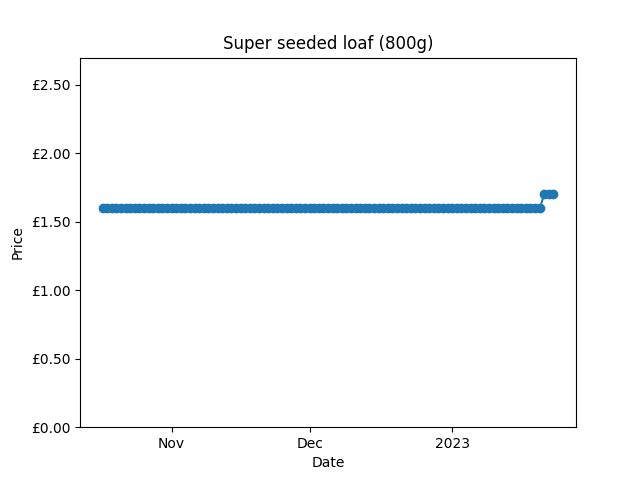 Super seeded loaf (800g)
£2.50
£2.00
£1.50
£1.00
£0.50
£0.00
Price
Nov
Dec
2023
Date